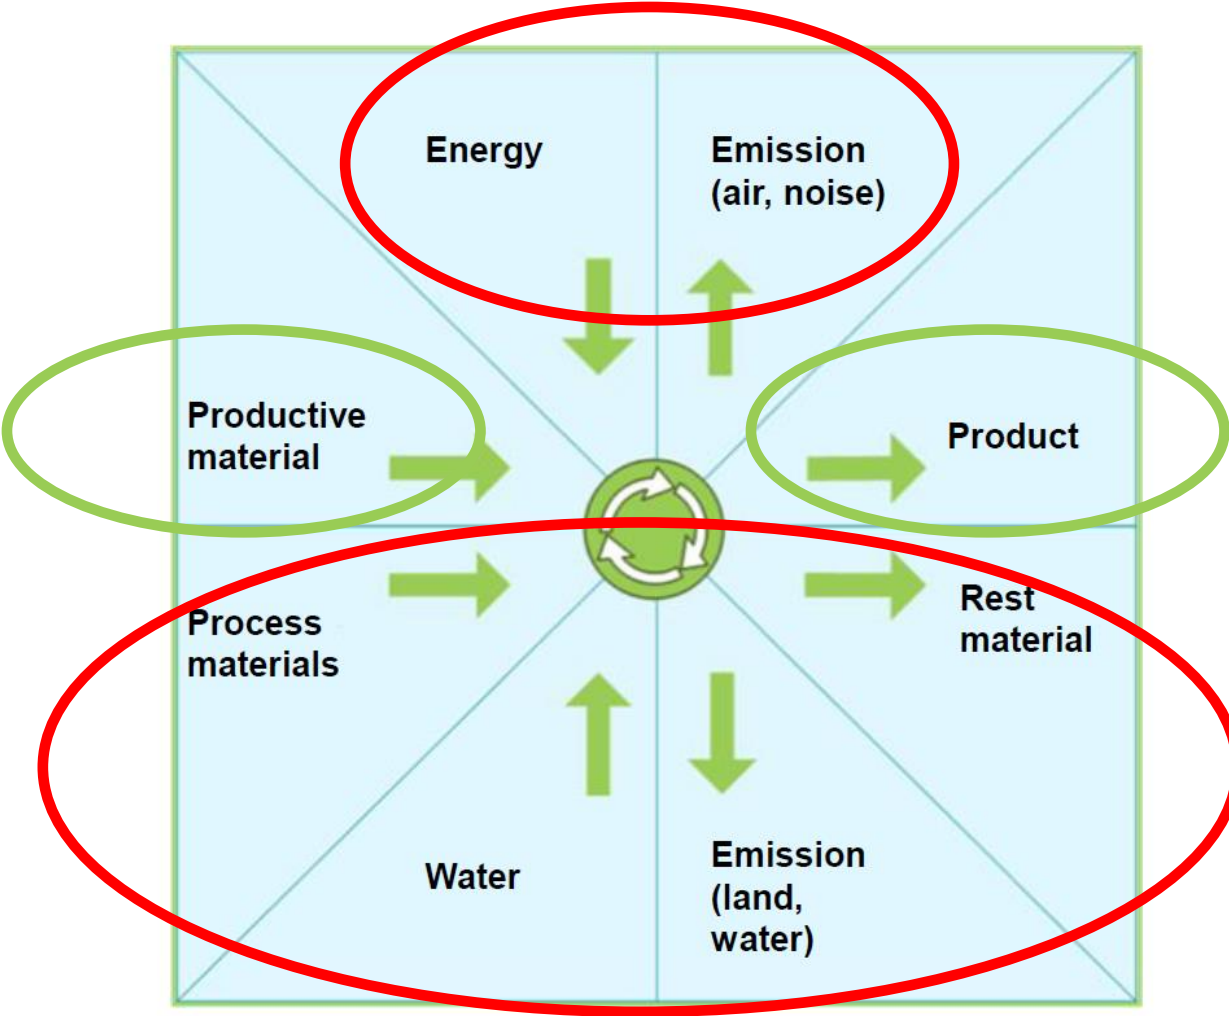 Energy
Emission
(air, noise)
Productive
material
Product
Process
materials
Rest
material
Water
Emission
(land,
water)